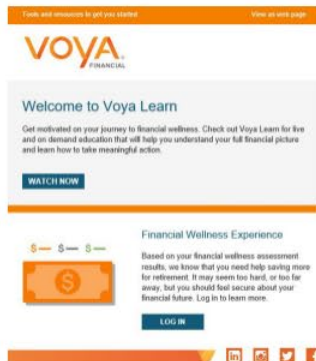 Tools and resources to get you started
View as web page
VOYA
FINANCIAL
Welcome to Voya Learn
Get motivated on your journey to financial wellness. Check out Voya Learn for live
and on demand education that will help you understand your full financial picture
and learn how to take meaningful action.
WATCH NOW
Financial Wellness Experience
Based on your financial wellness assessment
results, we know that you need help saving more
for retirement. It may seem too hard, or too far
away, but you should feel secure about your
financial future. Log in to learn more.
$ $ $
$
LOG IN
in
f